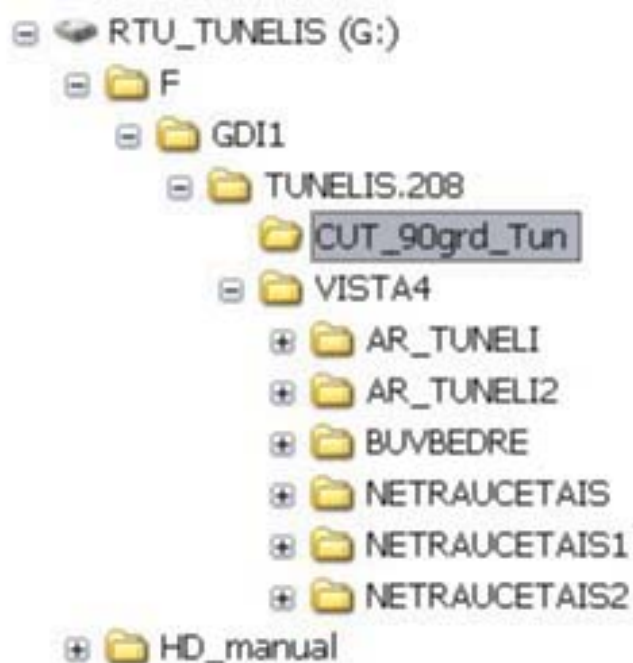 RTU_TUNELIS (G:)
F
GDI1
TUNELIS.208
CUT_90grd_Tun
VISTA4
AR_TUNELI
AR_TUNELI2
BUVBEDRE
NETRAUCETAIS
NETRAUCETAIS1
NETRAUCETAIS2
HD_manual